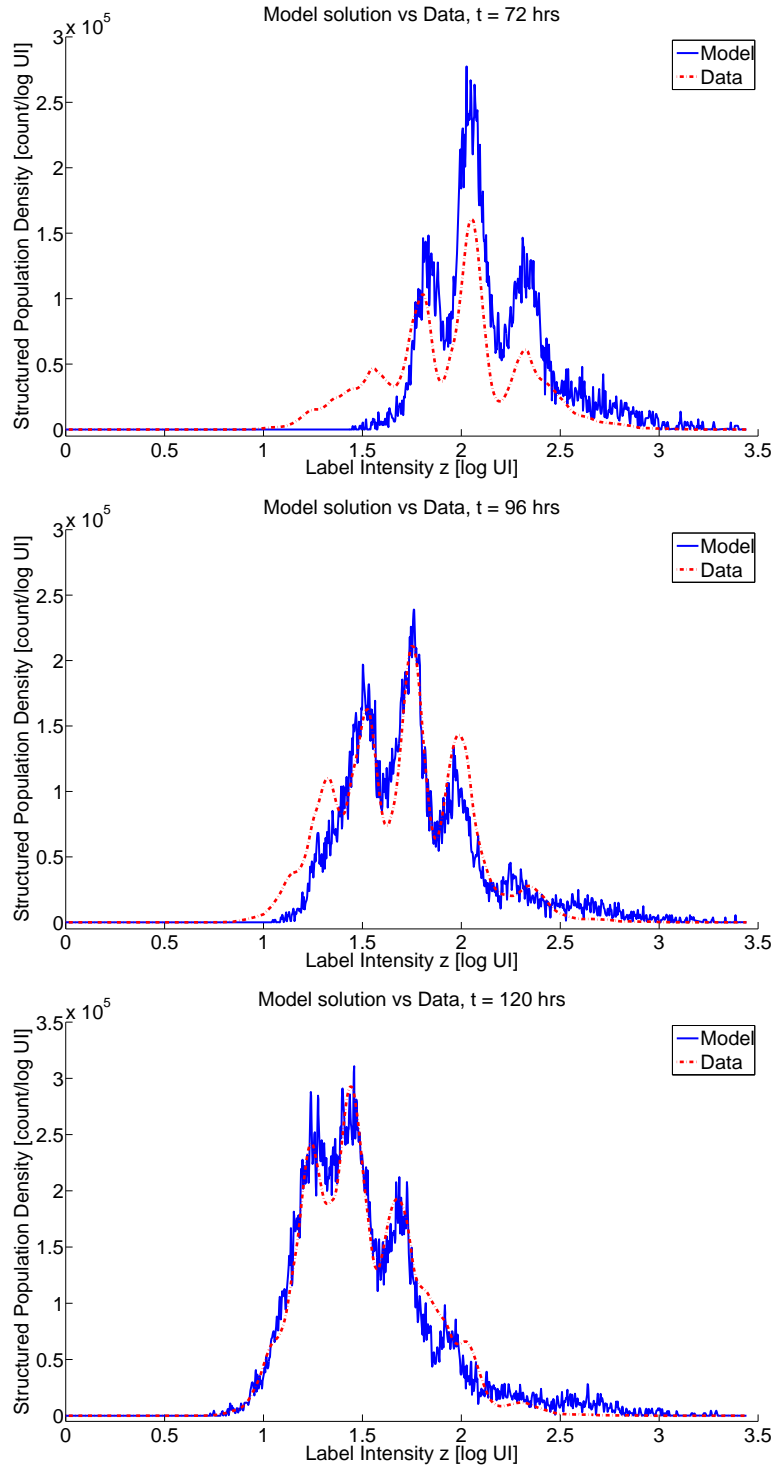 Model solution vs Data, t = 72 hrs
x 10^5
3
2.5
2
1.5
1
0.5
0
Structured Population Density [count/log UI]
Model
Data
0 0.5 1 1.5 2 2.5 3 3.5
Label Intensity z [log UI]
Model solution vs Data, t = 96 hrs
x 10^5
3
2.5
2
1.5
1
0.5
0
Structured Population Density [count/log UI]
Model
Data
0 0.5 1 1.5 2 2.5 3 3.5
Label Intensity z [log UI]
Model solution vs Data, t = 120 hrs
x 10^5
3.5
3
2.5
2
1.5
1
0.5
0
Structured Population Density [count/log UI]
Model
Data
0 0.5 1 1.5 2 2.5 3 3.5
Label Intensity z [log UI]